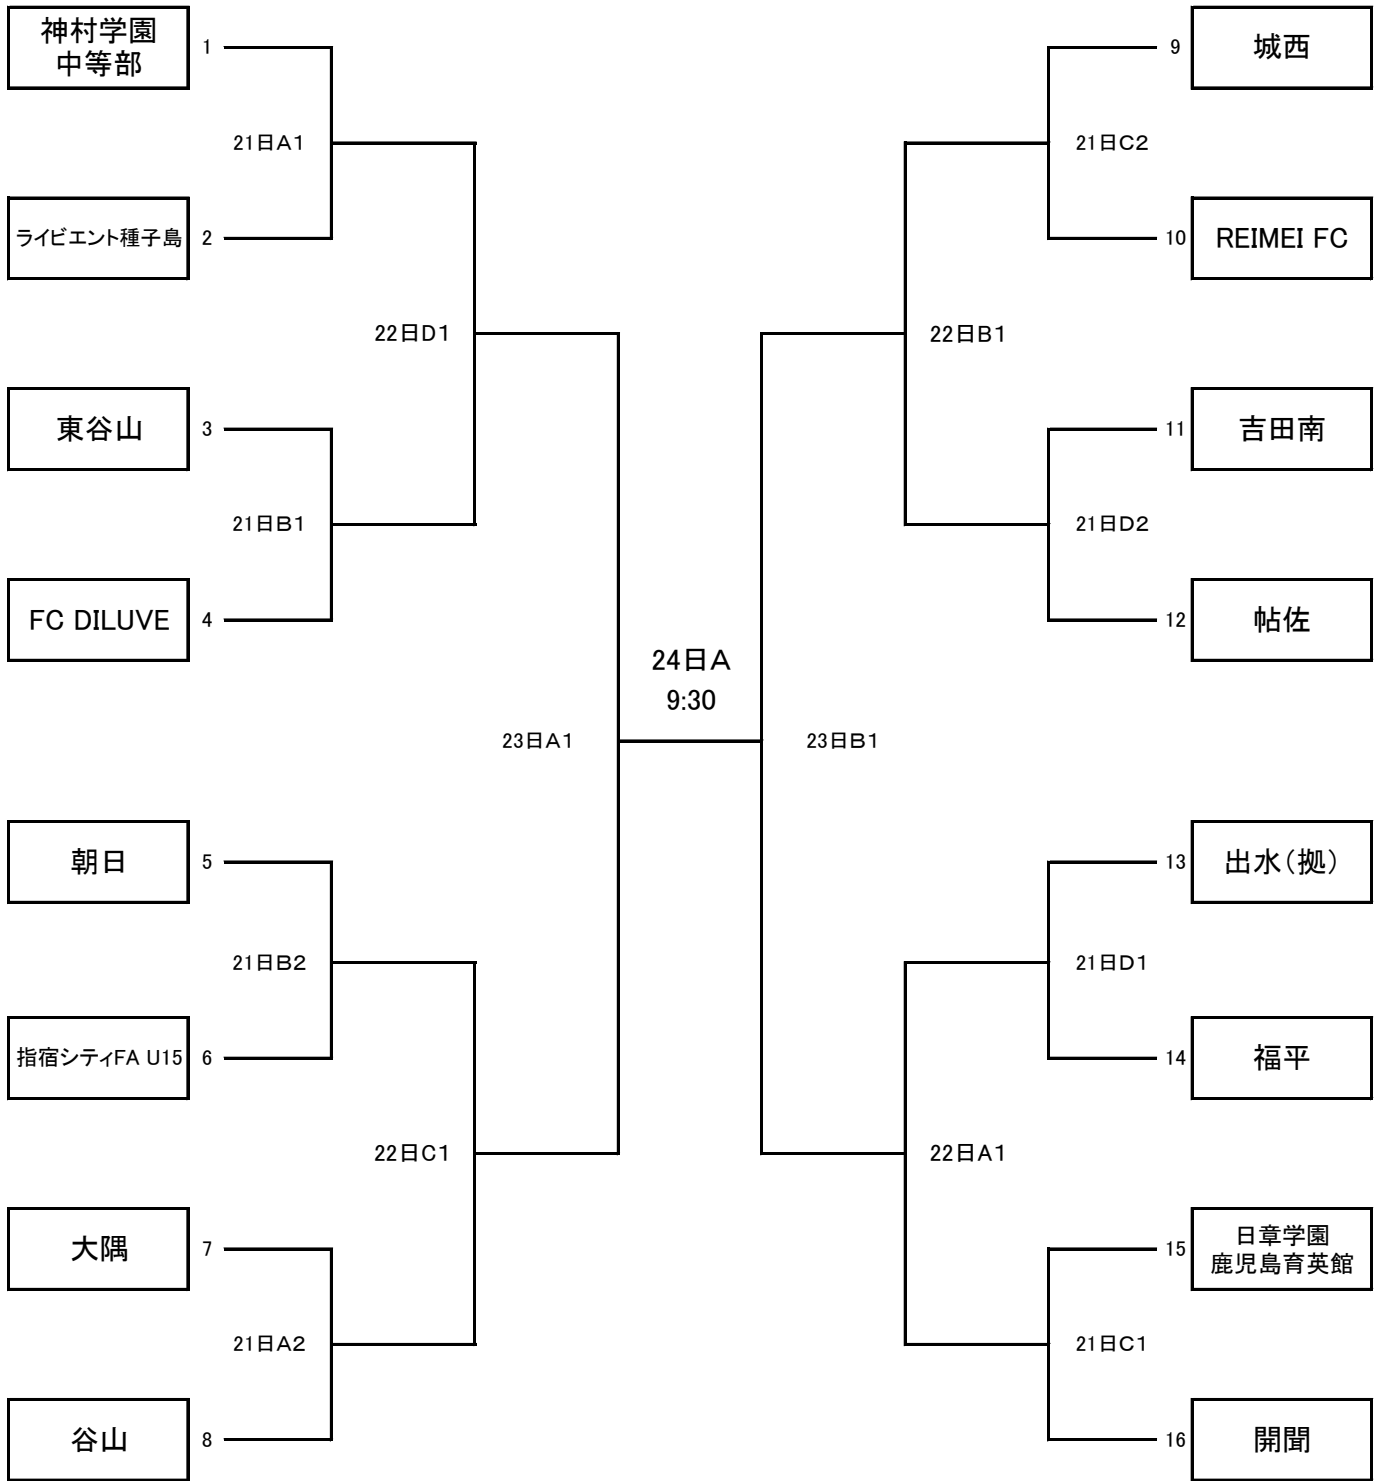 神村学園
中等部
1
21日A1
ライビエント種子島
2
22日D1
東谷山
3
21日B1
FC DILUVE
4
23日A1
朝日
5
21日B2
指宿シティFA U15
6
22日C1
大隅
7
21日A2
谷山
8
24日A
9:30
9
城西
21日C2
10
REIMEI FC
22日B1
11
吉田南
21日D2
12
帖佐
23日B1
13
出水(拠)
21日D1
14
福平
22日A1
15
日章学園
鹿児島育英館
21日C1
16
開聞